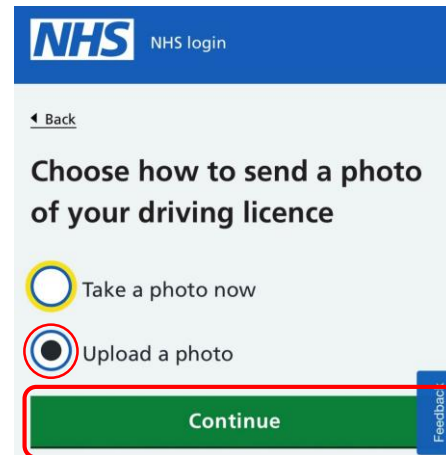 NHS NHS login
Back
Choose how to send a photo
of your driving licence
Take a photo now
Upload a photo
Continue
Feedback